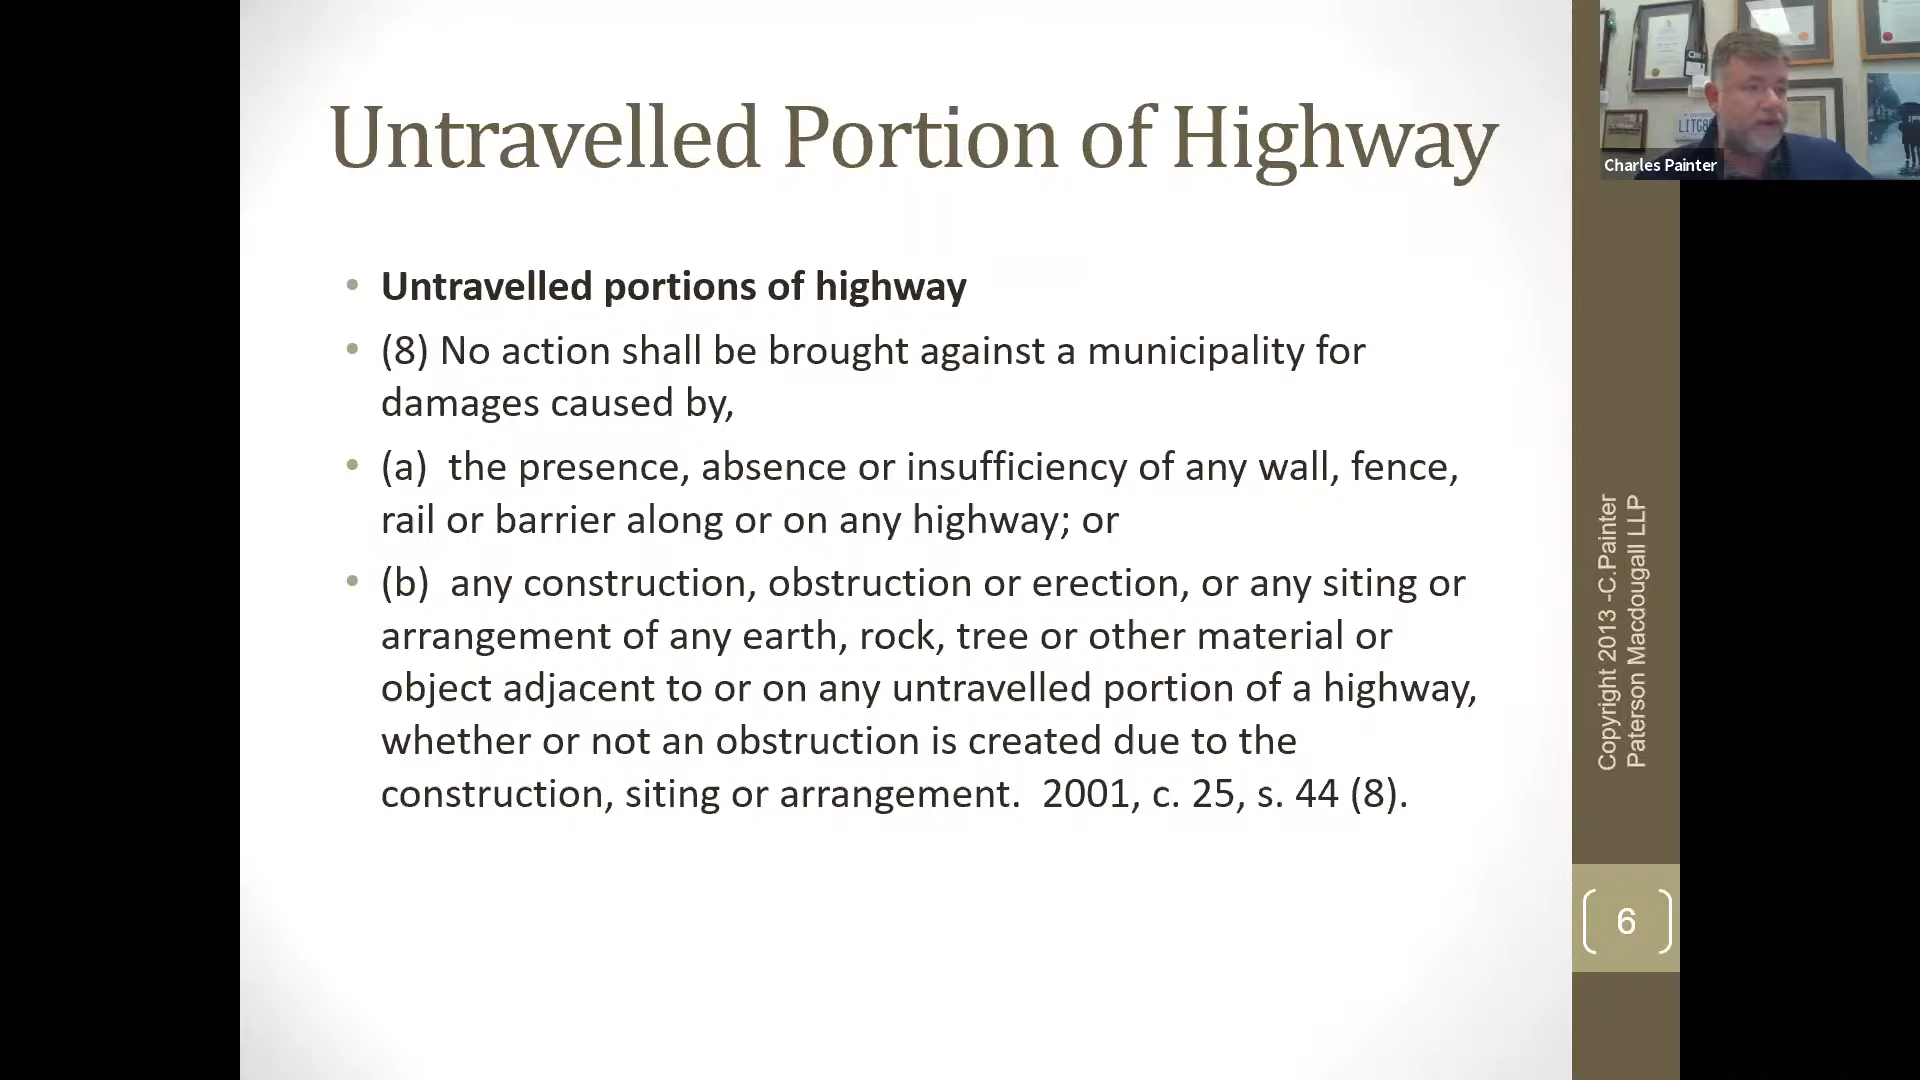 Untravelled Portion of Highway
• Untravelled portions of highway
• (8) No action shall be brought against a municipality for
damages caused by,
• (a) the presence, absence or insufficiency of any wall, fence,
rail or barrier along or on any highway; or
• (b) any construction, obstruction or erection, or any siting or
arrangement of any earth, rock, tree or other material or
object adjacent to or on any untravelled portion of a highway,
whether or not an obstruction is created due to the
construction, siting or arrangement. 2001, c. 25, s. 44 (8).
Charles Painter
Copyright 2013 -C.Painter
Paterson Macdougall LLP
6